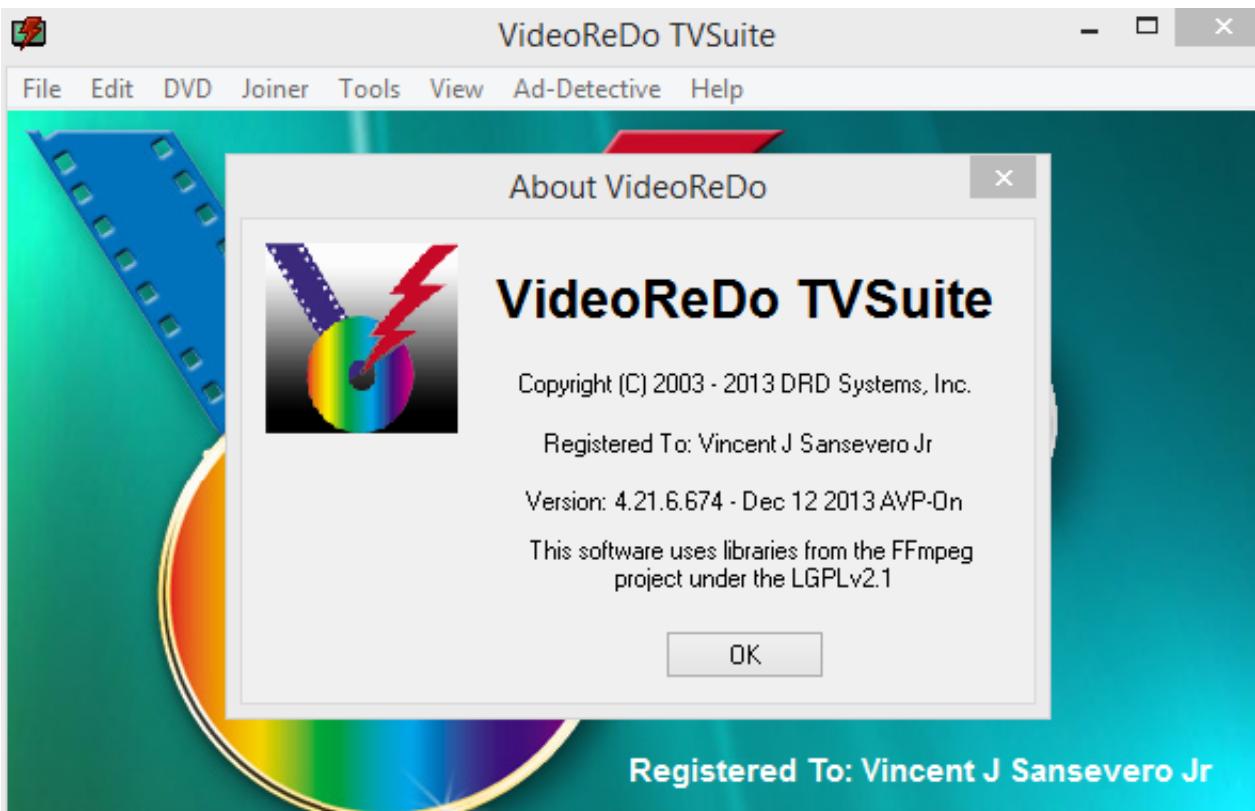 VideoReDo TVSuite
File Edit DVD Joiner Tools View Ad-Detective Help
About VideoReDo
VideoReDo TVSuite
Copyright (C) 2003 - 2013 DRD Systems, Inc.
Registered To: Vincent J Sansevero Jr
Version: 4.21.6.674 - Dec 12 2013 AVP-On
This software uses libraries from the FFmpeg
project under the LGPLv2.1
OK
Registered To: Vincent J Sansevero Jr